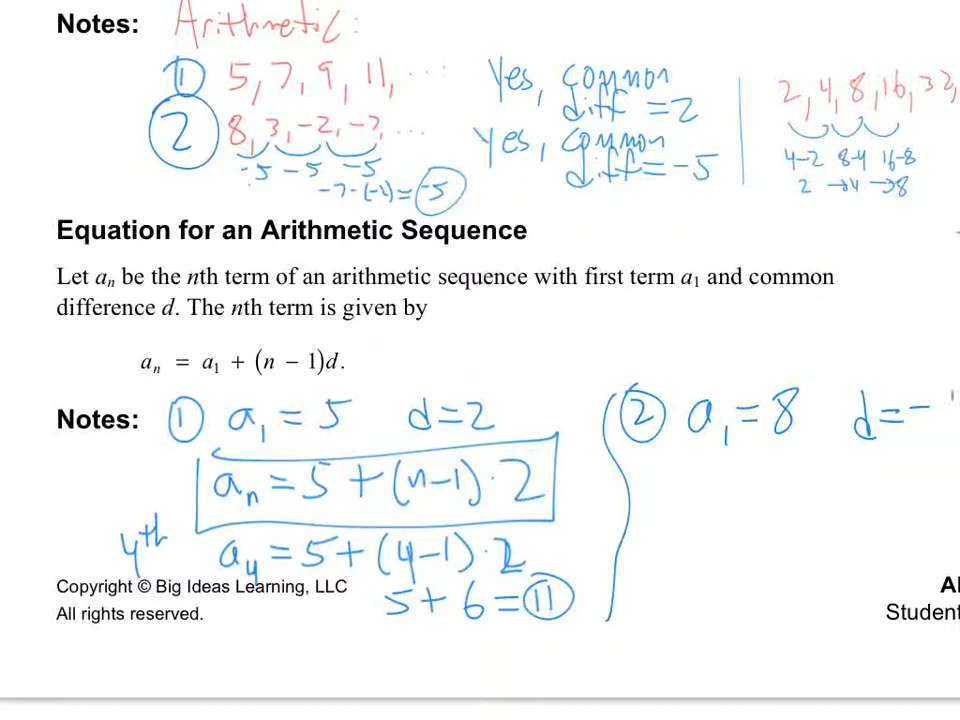 Notes: Arithmetic:
① 5, 7, 9, 11, ... Yes, common diff = 2
② 8, 3, -2, -7, ... Yes, common diff = -5
-5 -5 -5
-7-(-2) = -5
2, 4, 8, 16, 32,
4-2 8-4 16-8
2 → 4 → 8
Equation for an Arithmetic Sequence
Let aₙ be the nth term of an arithmetic sequence with first term a₁ and common
difference d. The nth term is given by
aₙ = a₁ + (n − 1)d.
Notes: ① a₁ = 5 d = 2
aₙ = 5 + (n-1) · 2
4th a₄ = 5 + (4-1) · 2
5 + 6 = 11
② a₁ = 8 d = -
Copyright © Big Ideas Learning, LLC
All rights reserved.
Al
Student